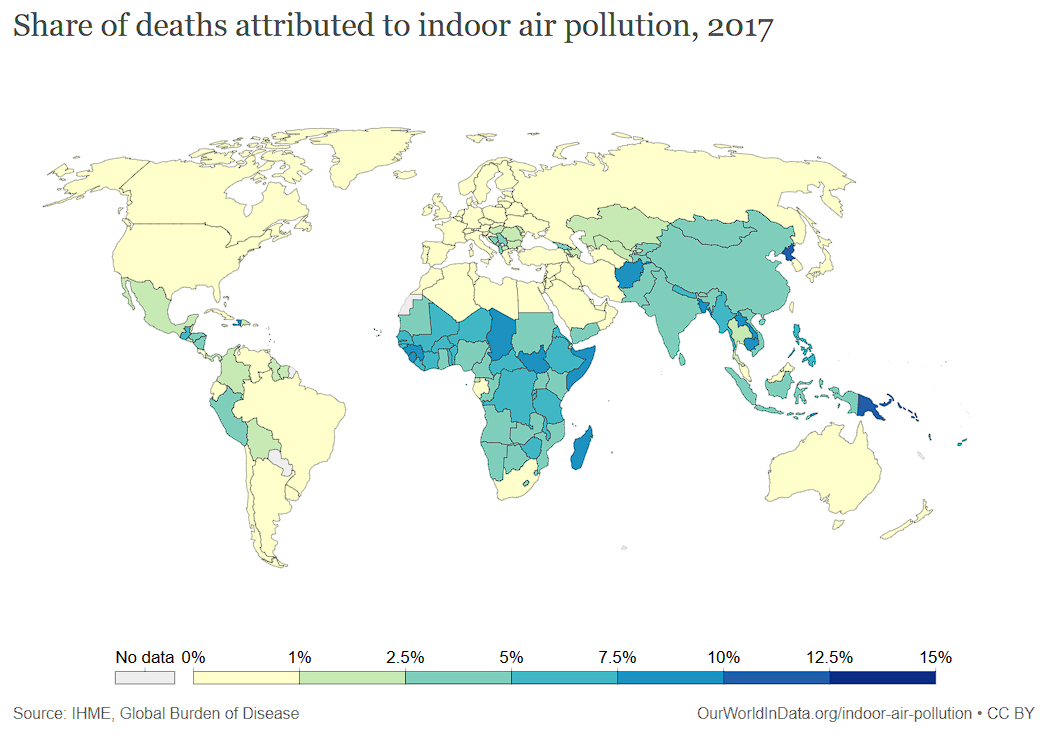 Share of deaths attributed to indoor air pollution, 2017
No data 0% 1% 2.5% 5% 7.5% 10% 12.5% 15%
Source: IHME, Global Burden of Disease
OurWorldInData.org/indoor-air-pollution • CC BY